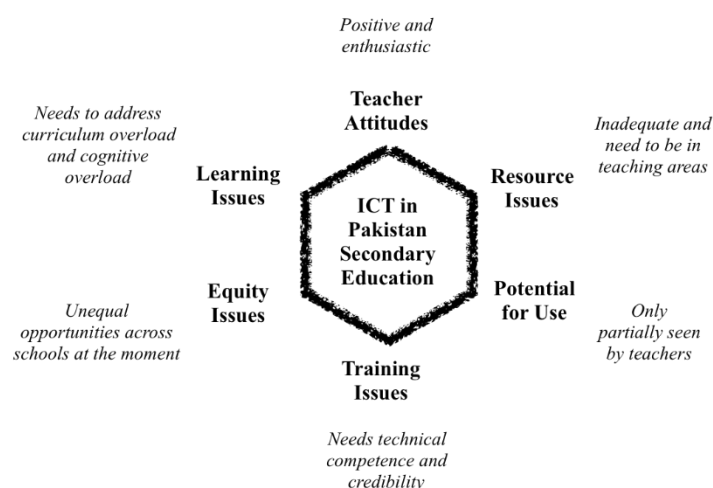 Positive and
enthusiastic
Teacher
Attitudes
Needs to address
curriculum overload
and cognitive
overload
Learning
Issues
Inadequate and
need to be in
teaching areas
Resource
Issues
ICT in
Pakistan
Secondary
Education
Equity
Issues
Unequal
opportunities across
schools at the moment
Potential
for Use
Only
partially seen
by teachers
Training
Issues
Needs technical
competence and
credibility